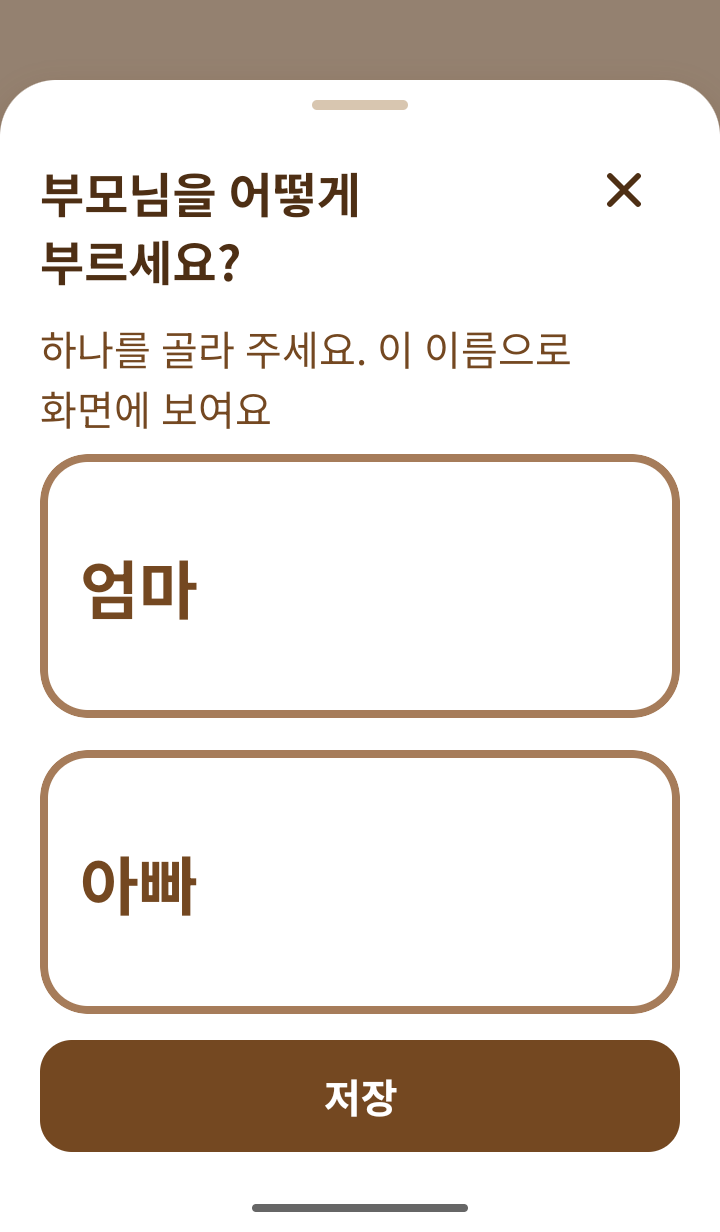 부모님을 어떻게
부르세요?
하나를 골라 주세요. 이 이름으로
화면에 보여요
엄마
아빠
저장